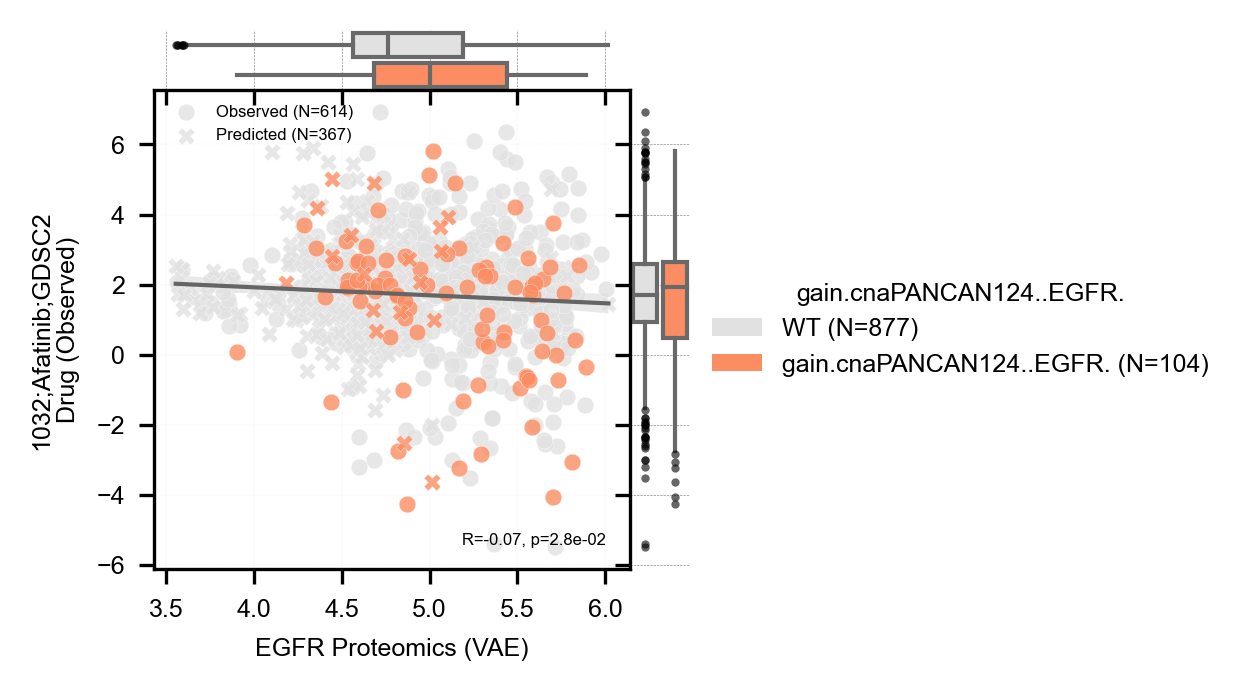 Observed (N=614)
Predicted (N=367)
6
4
2
0
−2
−4
−6
1032;Afatinib;GDSC2
Drug (Observed)
R=-0.07, p=2.8e-02
3.5 4.0 4.5 5.0 5.5 6.0
EGFR Proteomics (VAE)
gain.cnaPANCAN124..EGFR.
WT (N=877)
gain.cnaPANCAN124..EGFR. (N=104)